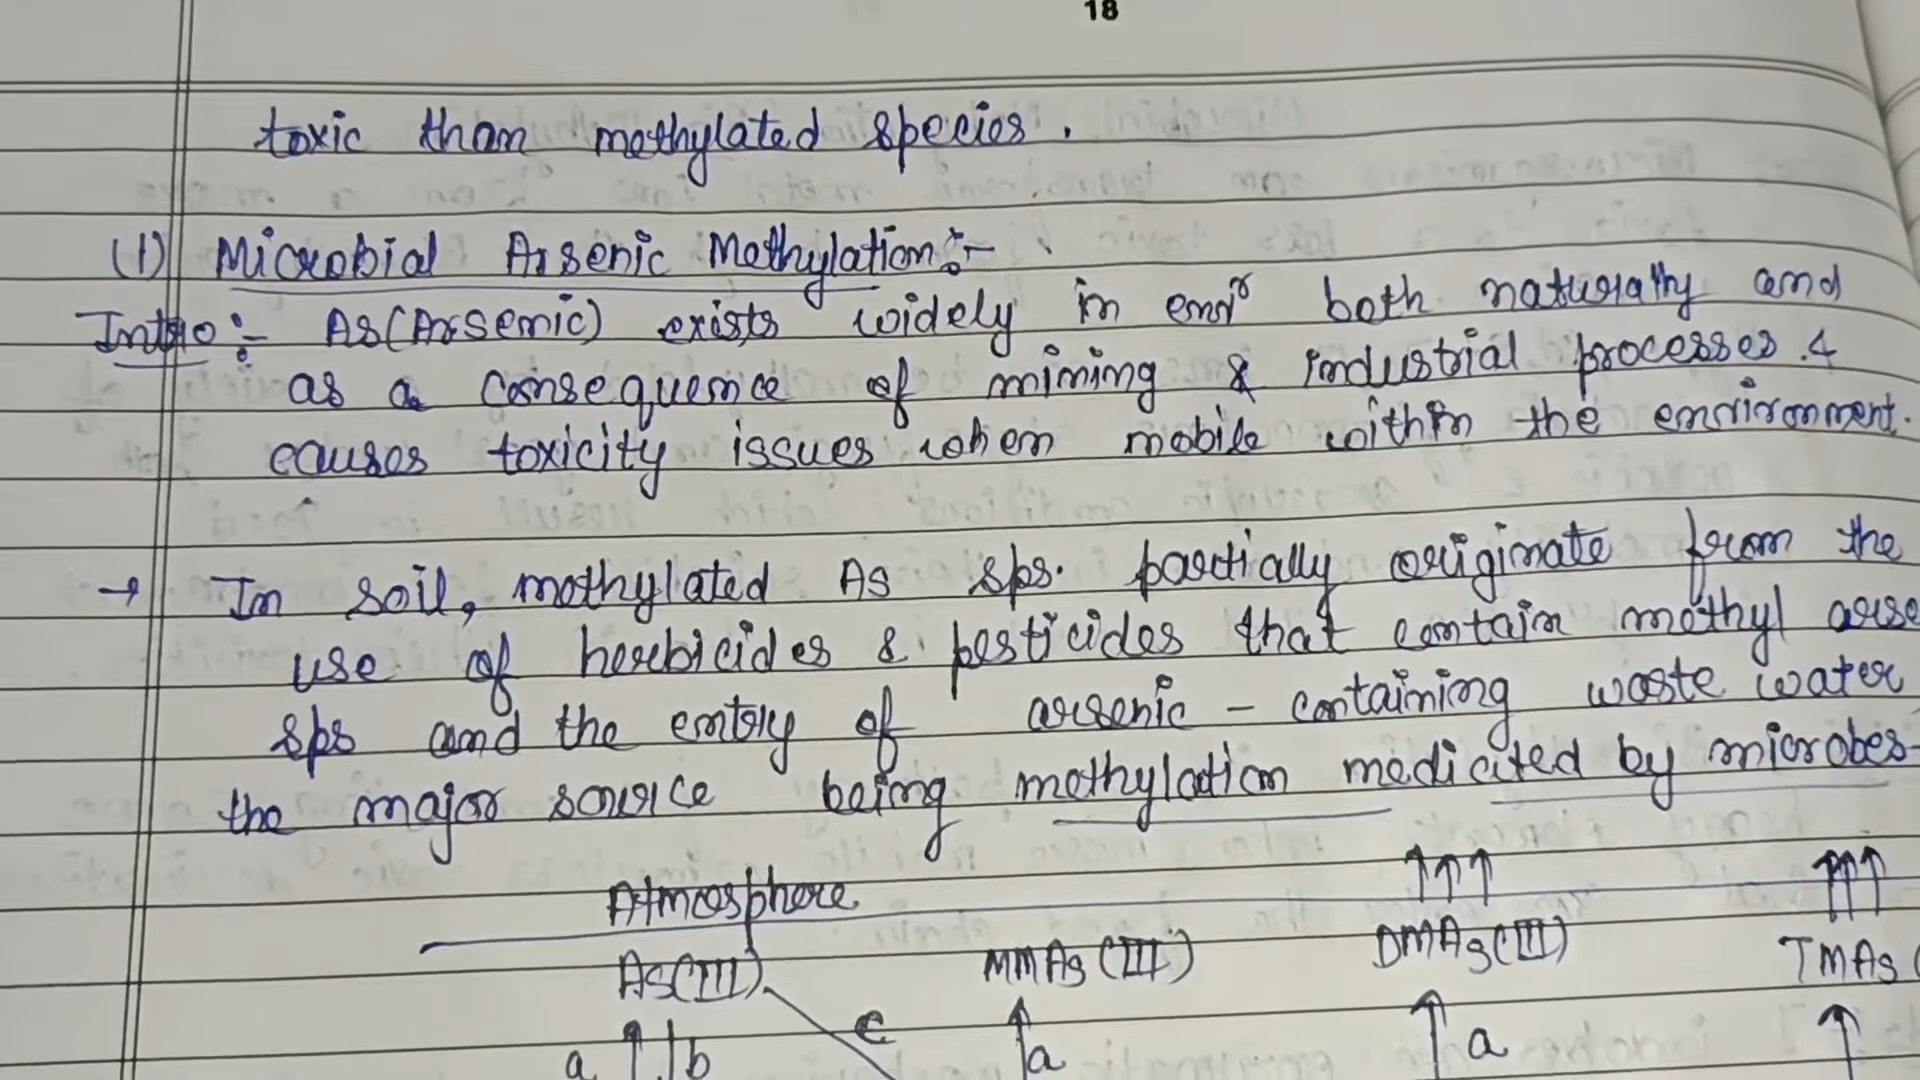 18
toxic than methylated species.
(1) Microbial Arsenic Methylation:-
Intro:- As(Arsenic) exists widely in envr both naturally and
as a consequence of mining & industrial processes. &
causes toxicity issues when mobile within the environment.
→ In soil, methylated As sps. partially originate from the
use of herbicides & pesticides that contain methyl arse
sps and the entry of arsenic - containing waste water
the major source being methylation medicited by microbes-
Atmosphere
↑↑↑ ↑↑↑
As(III) MMAs (III) DMAs(III) TMAs (
a ↑ ↓ b c ↑ a ↑ a ↑